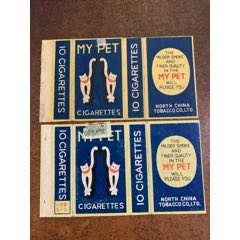 10 CIGARETTES
MY PET
CIGARETTES
10 CIGARETTES
THE
MILDER SMOKE
AND
FINER QUALITY
IN THE
MY PET
WILL
PLEASE YOU
NORTH CHINA
TOBACCO CO., LTD.
10 CIGARETTES
MY PET
CIGARETTES
10 CIGARETTES
THE
MILDER SMOKE
AND
FINER QUALITY
IN THE
MY PET
WILL
PLEASE YOU
NORTH CHINA
TOBACCO CO., LTD.